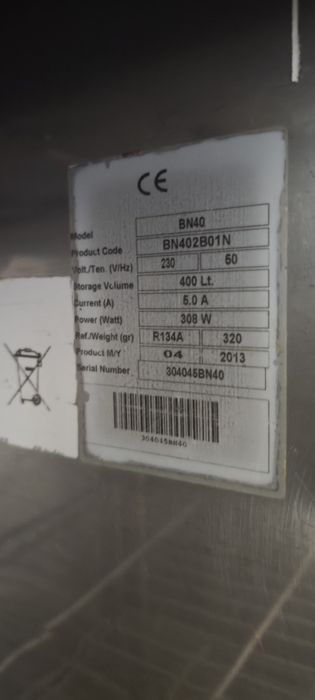 CE
Model BN40
Product Code BN402B01N
Volt./Ten. (V/Hz) 230 50
Storage Volume 400 Lt.
Current (A) 5.0 A
Power (Watt) 308 W
Ref./Weight (gr) R134A 320
Product M/Y 04 2013
Serial Number 304045BN40
304045BN40